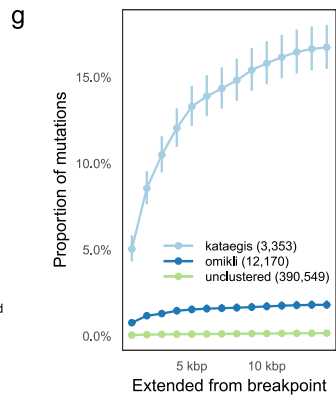 g
Proportion of mutations
15.0%
10.0%
5.0%
0.0%
kataegis (3,353)
omikli (12,170)
unclustered (390,549)
d
5 kbp
10 kbp
Extended from breakpoint